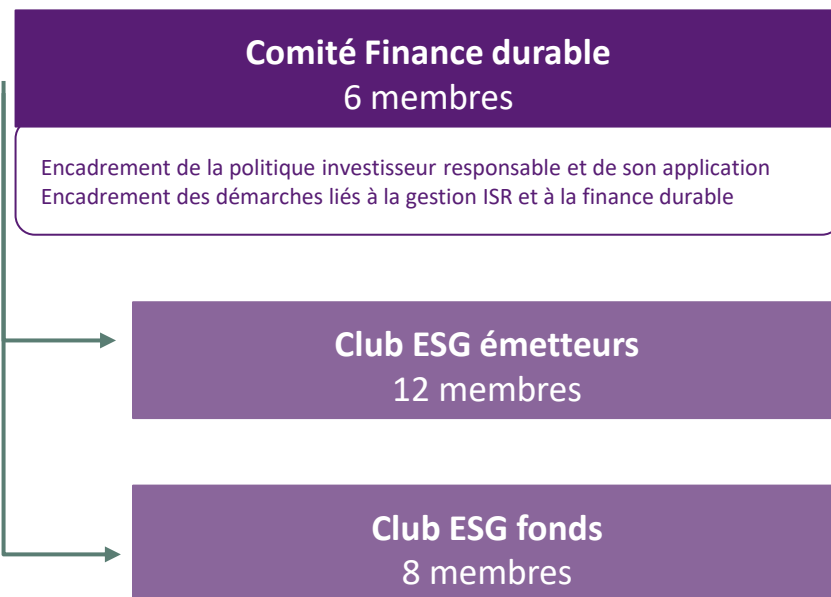 Comité Finance durable
6 membres
Encadrement de la politique investisseur responsable et de son application
Encadrement des démarches liés à la gestion ISR et à la finance durable
Club ESG émetteurs
12 membres
Club ESG fonds
8 membres